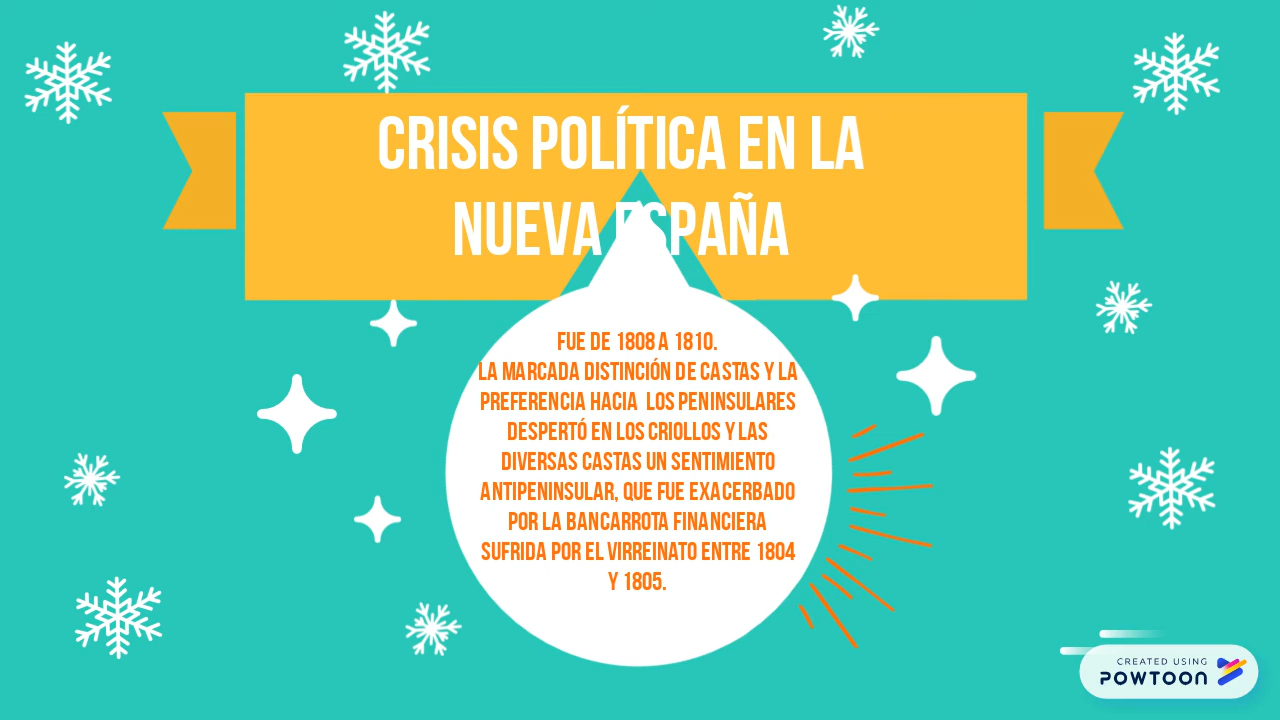 CRISIS POLÍTICA EN LA
NUEVA ESPAÑA
FUE DE 1808 A 1810.
LA MARCADA DISTINCIÓN DE CASTAS Y LA
PREFERENCIA HACIA LOS PENINSULARES
DESPERTÓ EN LOS CRIOLLOS Y LAS
DIVERSAS CASTAS UN SENTIMIENTO
ANTIPENINSULAR, QUE FUE EXACERBADO
POR LA BANCARROTA FINANCIERA
SUFRIDA POR EL VIRREINATO ENTRE 1804
Y 1805.
CREATED USING
POWTOON